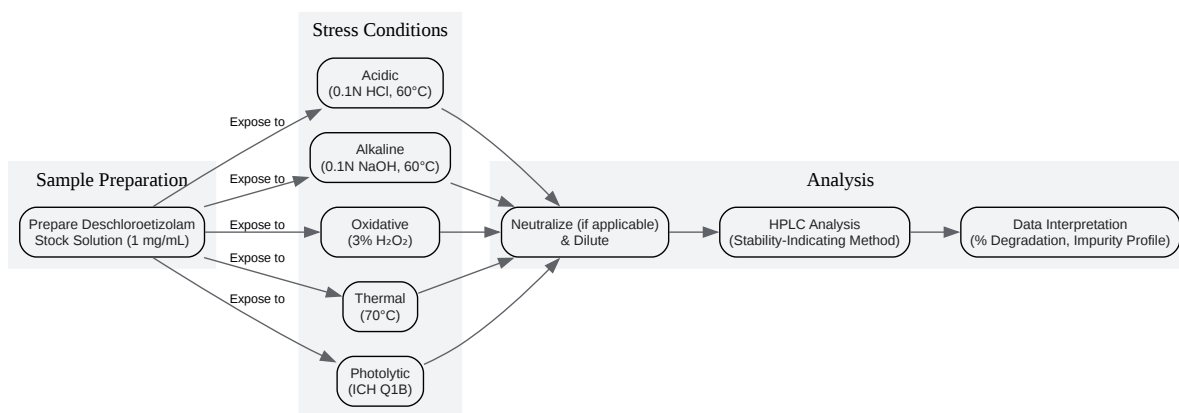 Stress Conditions
Acidic
(0.1N HCl, 60°C)
Expose to
Alkaline
(0.1N NaOH, 60°C)
Expose to
Sample Preparation
Analysis
Prepare Deschloroetizolam
Stock Solution (1 mg/mL)
Expose to
Oxidative
(3% H₂O₂)
Neutralize (if applicable)
& Dilute
HPLC Analysis
(Stability-Indicating Method)
Data Interpretation
(% Degradation, Impurity Profile)
Expose to
Thermal
(70°C)
Expose to
Photolytic
(ICH Q1B)